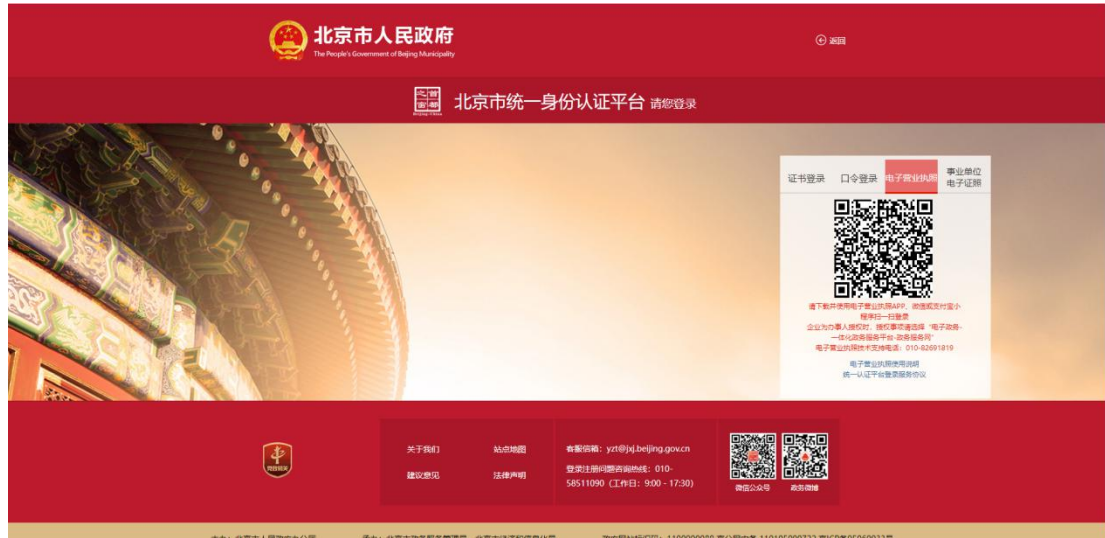 北京市人民政府
The People's Government of Beijing Municipality
返回
首都之窗
Beijing-China
北京市统一身份认证平台 请您登录
证书登录 口令登录 电子营业执照 事业单位电子证照
请下载并使用电子营业执照APP、微信或支付宝小
程序扫一扫登录
企业为办事人授权时，授权事项请选择“电子政务-
一体化政务服务平台-政务服务网”
电子营业执照技术支持电话：010-82691819
电子营业执照使用说明
统一认证平台登录服务协议
党政机关
关于我们 站点地图
建议意见 法律声明
客服信箱：yzt@jxj.beijing.gov.cn
登录注册问题咨询热线：010-
58511090（工作日：9:00 - 17:30）
微信公众号 政务微博